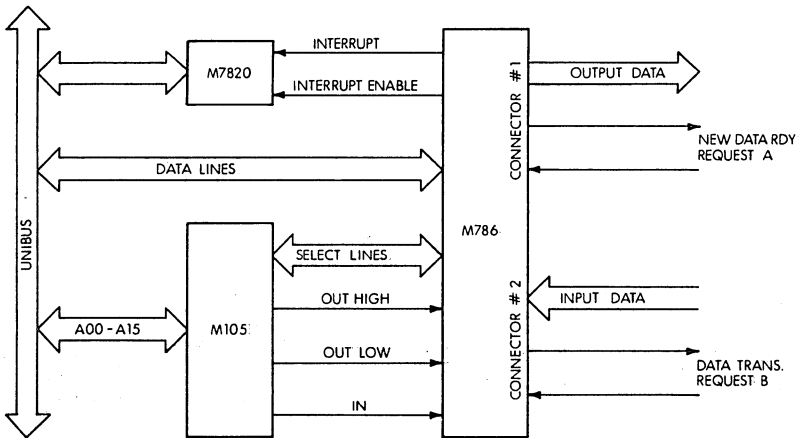 INTERRUPT
M7820
INTERRUPT ENABLE
CONNECTOR #1
OUTPUT DATA
NEW DATA RDY
REQUEST A
DATA LINES
UNIBUS
M786
SELECT LINES
CONNECTOR # 2
INPUT DATA
OUT HIGH
A00-A15
M105
OUT LOW
DATA TRANS.
REQUEST B
IN